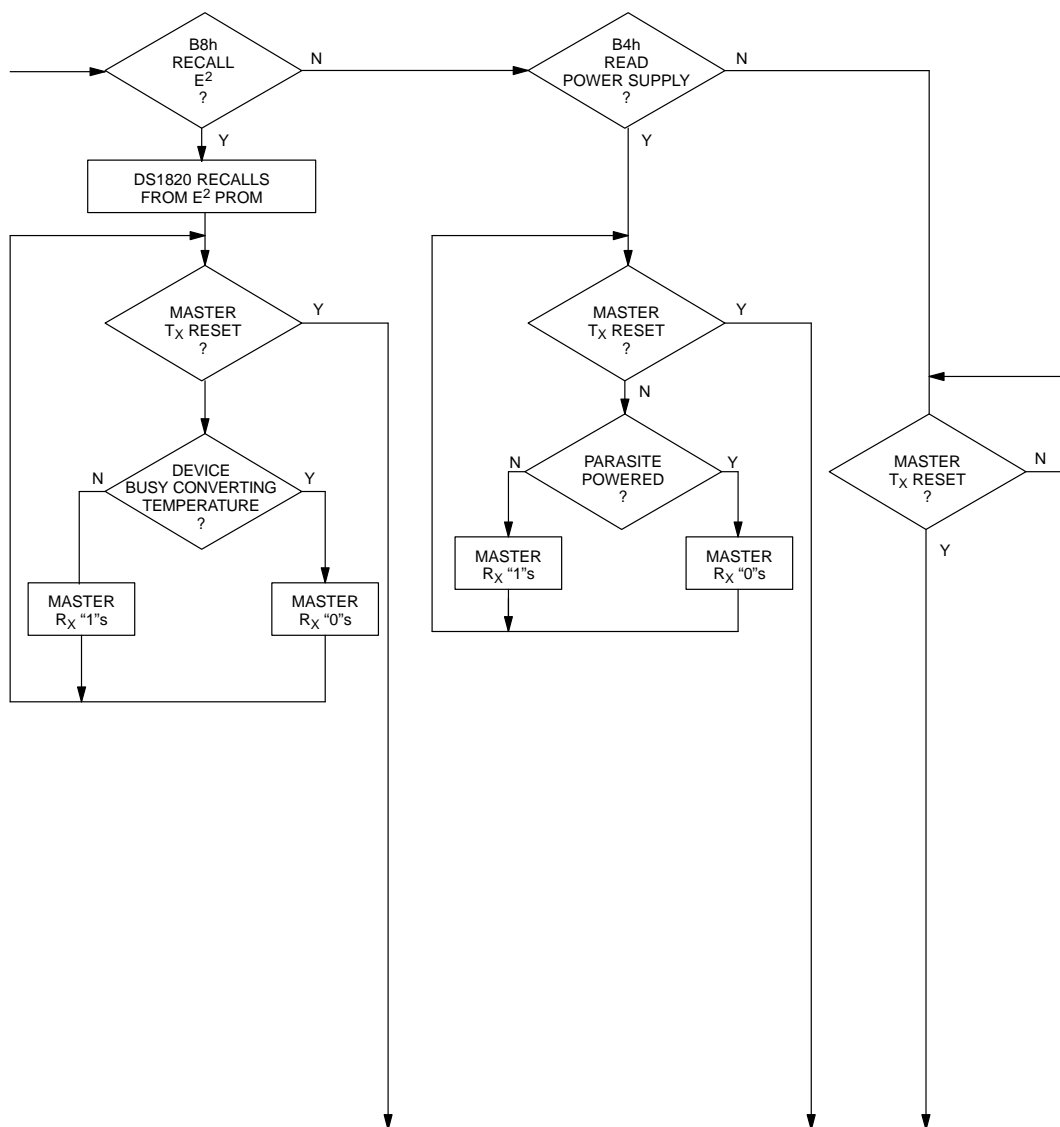 B8h
RECALL
E²
?
N
Y
B4h
READ
POWER SUPPLY
?
N
Y
DS1820 RECALLS
FROM E² PROM
MASTER
TX RESET
?
Y
MASTER
TX RESET
?
Y
N
DEVICE
BUSY CONVERTING
TEMPERATURE
?
N
Y
PARASITE
POWERED
?
N
Y
MASTER
TX RESET
?
N
Y
MASTER
RX “1”s
MASTER
RX “0”s
MASTER
RX “1”s
MASTER
RX “0”s